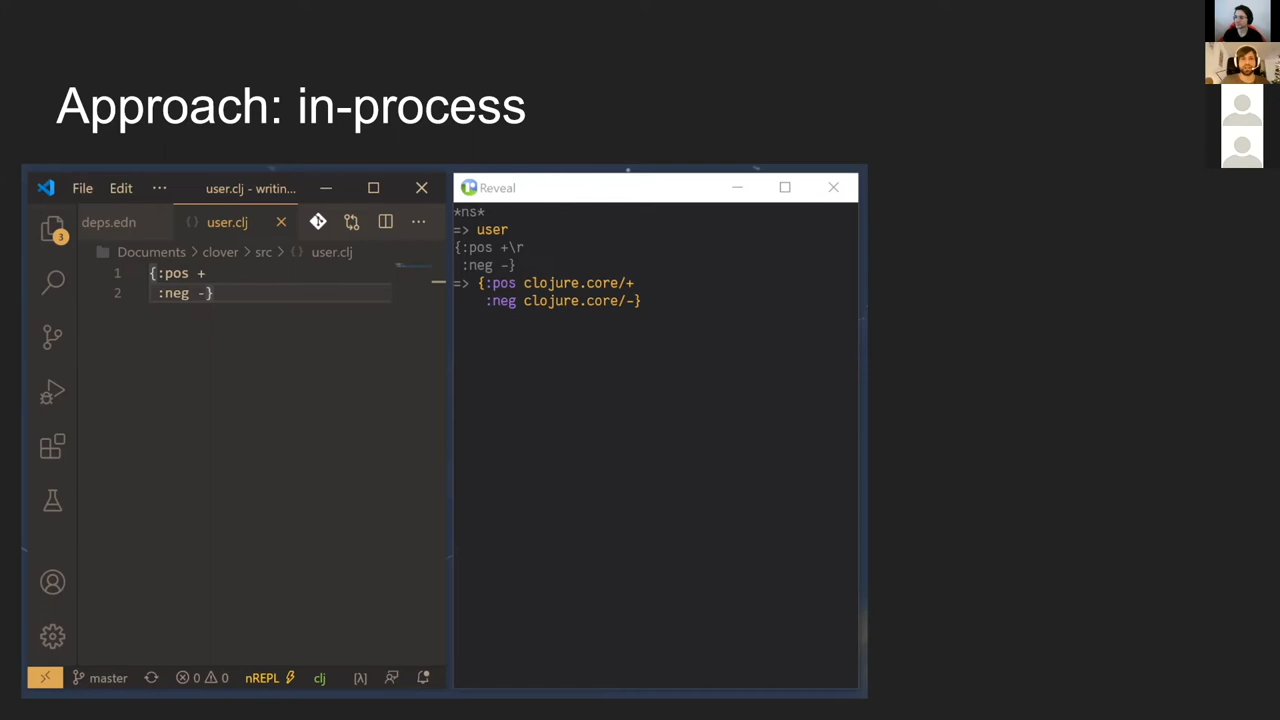 Approach: in-process
File Edit ··· user.clj - writin...
deps.edn user.clj ···
Documents > clover > src > user.clj
1 {:pos +
2 :neg -}
3
master 0 0 nREPL clj [λ]
Reveal
*ns*
=> user
{:pos +\r
:neg -}
=> {:pos clojure.core/+
:neg clojure.core/-}